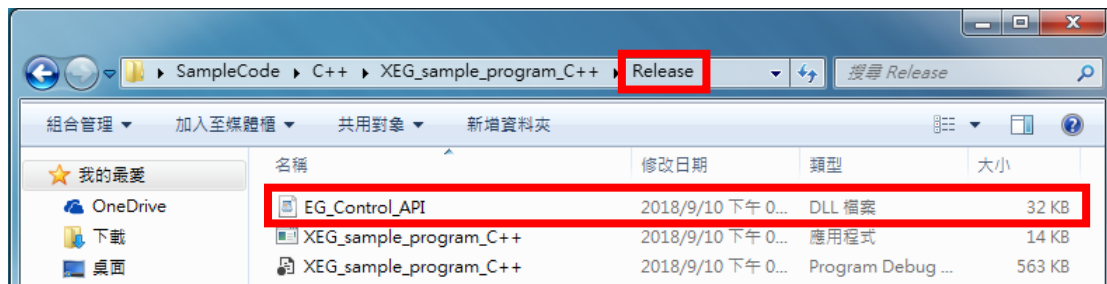 SampleCode C++ XEG_sample_program_C++ Release 搜尋 Release
組合管理 加入至媒體櫃 共用對象 新增資料夾
我的最愛 名稱 修改日期 類型 大小
OneDrive EG_Control_API 2018/9/10 下午 0... DLL 檔案 32 KB
下載 XEG_sample_program_C++ 2018/9/10 下午 0... 應用程式 14 KB
桌面 XEG_sample_program_C++ 2018/9/10 下午 0... Program Debug ... 563 KB